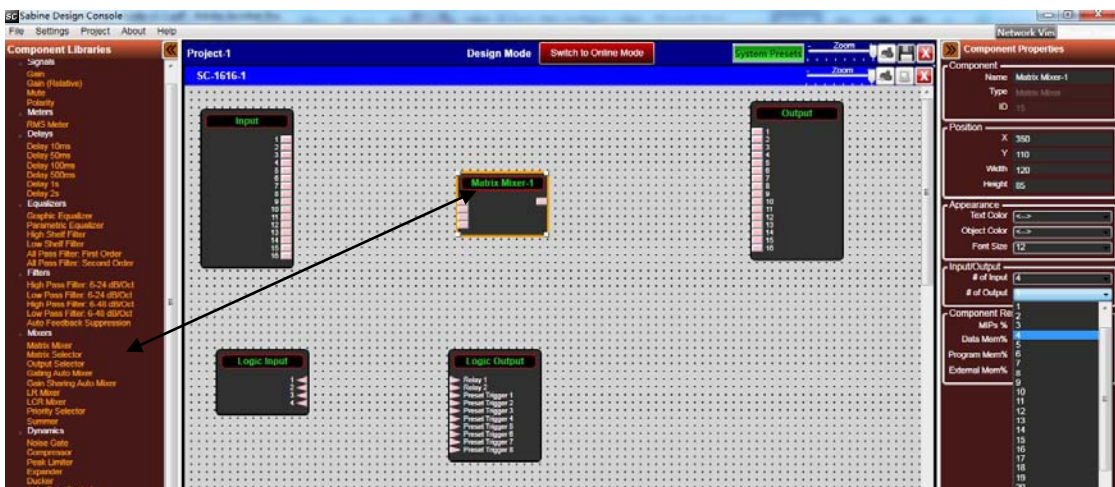 SC Sabine Design Console
File Settings Project About Help
Network View
Component Libraries
Signals
Gain
Gain (Relative)
Mute
Polarity
Meters
RMS Meter
Delays
Delay 10ms
Delay 50ms
Delay 100ms
Delay 500ms
Delay 1s
Delay 2s
Equalizers
Graphic Equalizer
Parametric Equalizer
High Shelf Filter
Low Shelf Filter
All Pass Filter: First Order
All Pass Filter: Second Order
Filters
High Pass Filter: 6-24 dB/Oct
Low Pass Filter: 6-24 dB/Oct
High Pass Filter: 6-48 dB/Oct
Low Pass Filter: 6-48 dB/Oct
Auto Feedback Suppression
Mixers
Matrix Mixer
Matrix Selector
Output Selector
Gating Auto Mixer
Gain Sharing Auto Mixer
LR Mixer
LCR Mixer
Priority Selector
Summer
Dynamics
Noise Gate
Compressor
Peak Limiter
Expander
Ducker
Project-1
Design Mode
Switch to Online Mode
System Presets
Zoom
SC-1616-1
Zoom
Input
1
2
3
4
5
6
7
8
9
10
11
12
13
14
15
16
Matrix Mixer-1
Output
1
2
3
4
5
6
7
8
9
10
11
12
13
14
15
16
Logic Input
1
2
3
4
Logic Output
Relay 1
Relay 2
Preset Trigger 1
Preset Trigger 2
Preset Trigger 3
Preset Trigger 4
Preset Trigger 5
Preset Trigger 6
Preset Trigger 7
Preset Trigger 8
Component Properties
Component
Name Matrix Mixer-1
Type Matrix Mixer
ID 15
Position
X 350
Y 110
Width 120
Height 85
Appearance
Text Color <-->
Object Color <-->
Font Size 12
Input/Output
# of Input 4
# of Output
Component Re
MIPs %
Data Mem%
Program Mem%
External Mem%
1
2
3
4
5
6
7
8
9
10
11
12
13
14
15
16
17
18
19
20